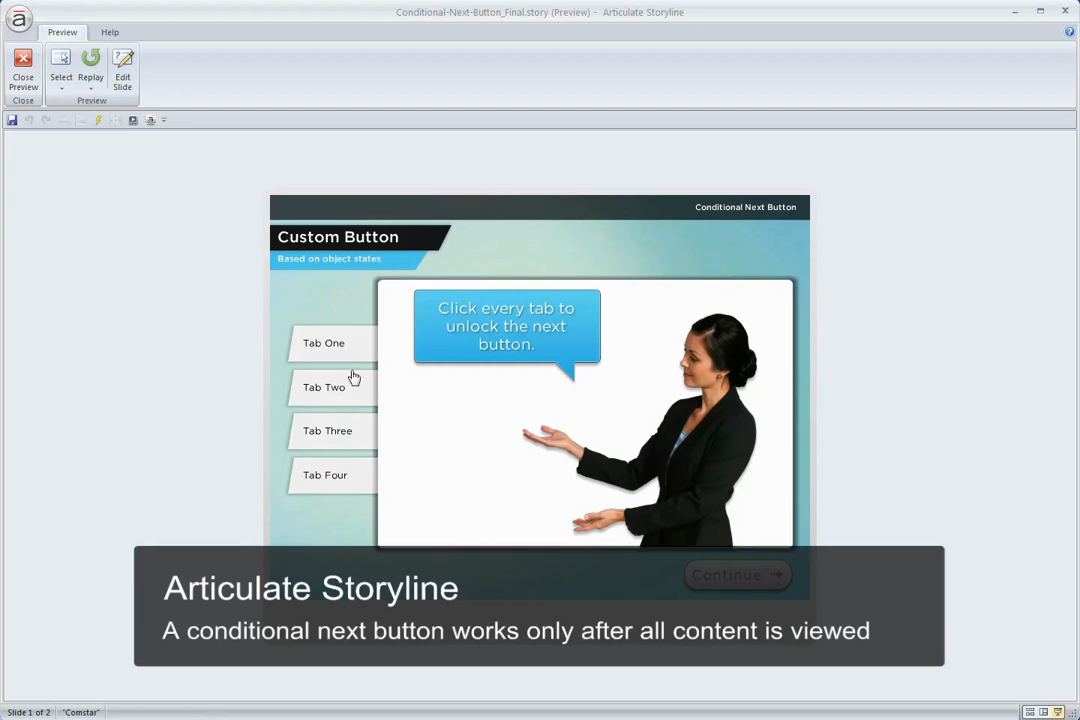 Conditional-Next-Button_Final.story (Preview) - Articulate Storyline
Preview
Help
Close Preview
Select
Replay
Edit Slide
Close
Preview
Conditional Next Button
Custom Button
Based on object states
Click every tab to
unlock the next
button.
Tab One
Tab Two
Tab Three
Tab Four
Continue
Articulate Storyline
A conditional next button works only after all content is viewed
Slide 1 of 2
"Comstar"